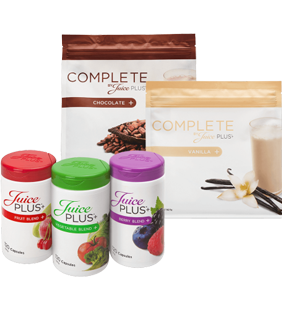 COMPLETE
BY Juice PLUS+
CHOCOLATE +
COMPLETE
BY Juice PLUS+
VANILLA +
Juice
PLUS+
FRUIT BLEND +
Juice
PLUS+
VEGETABLE BLEND +
Juice
PLUS+
BERRY BLEND +